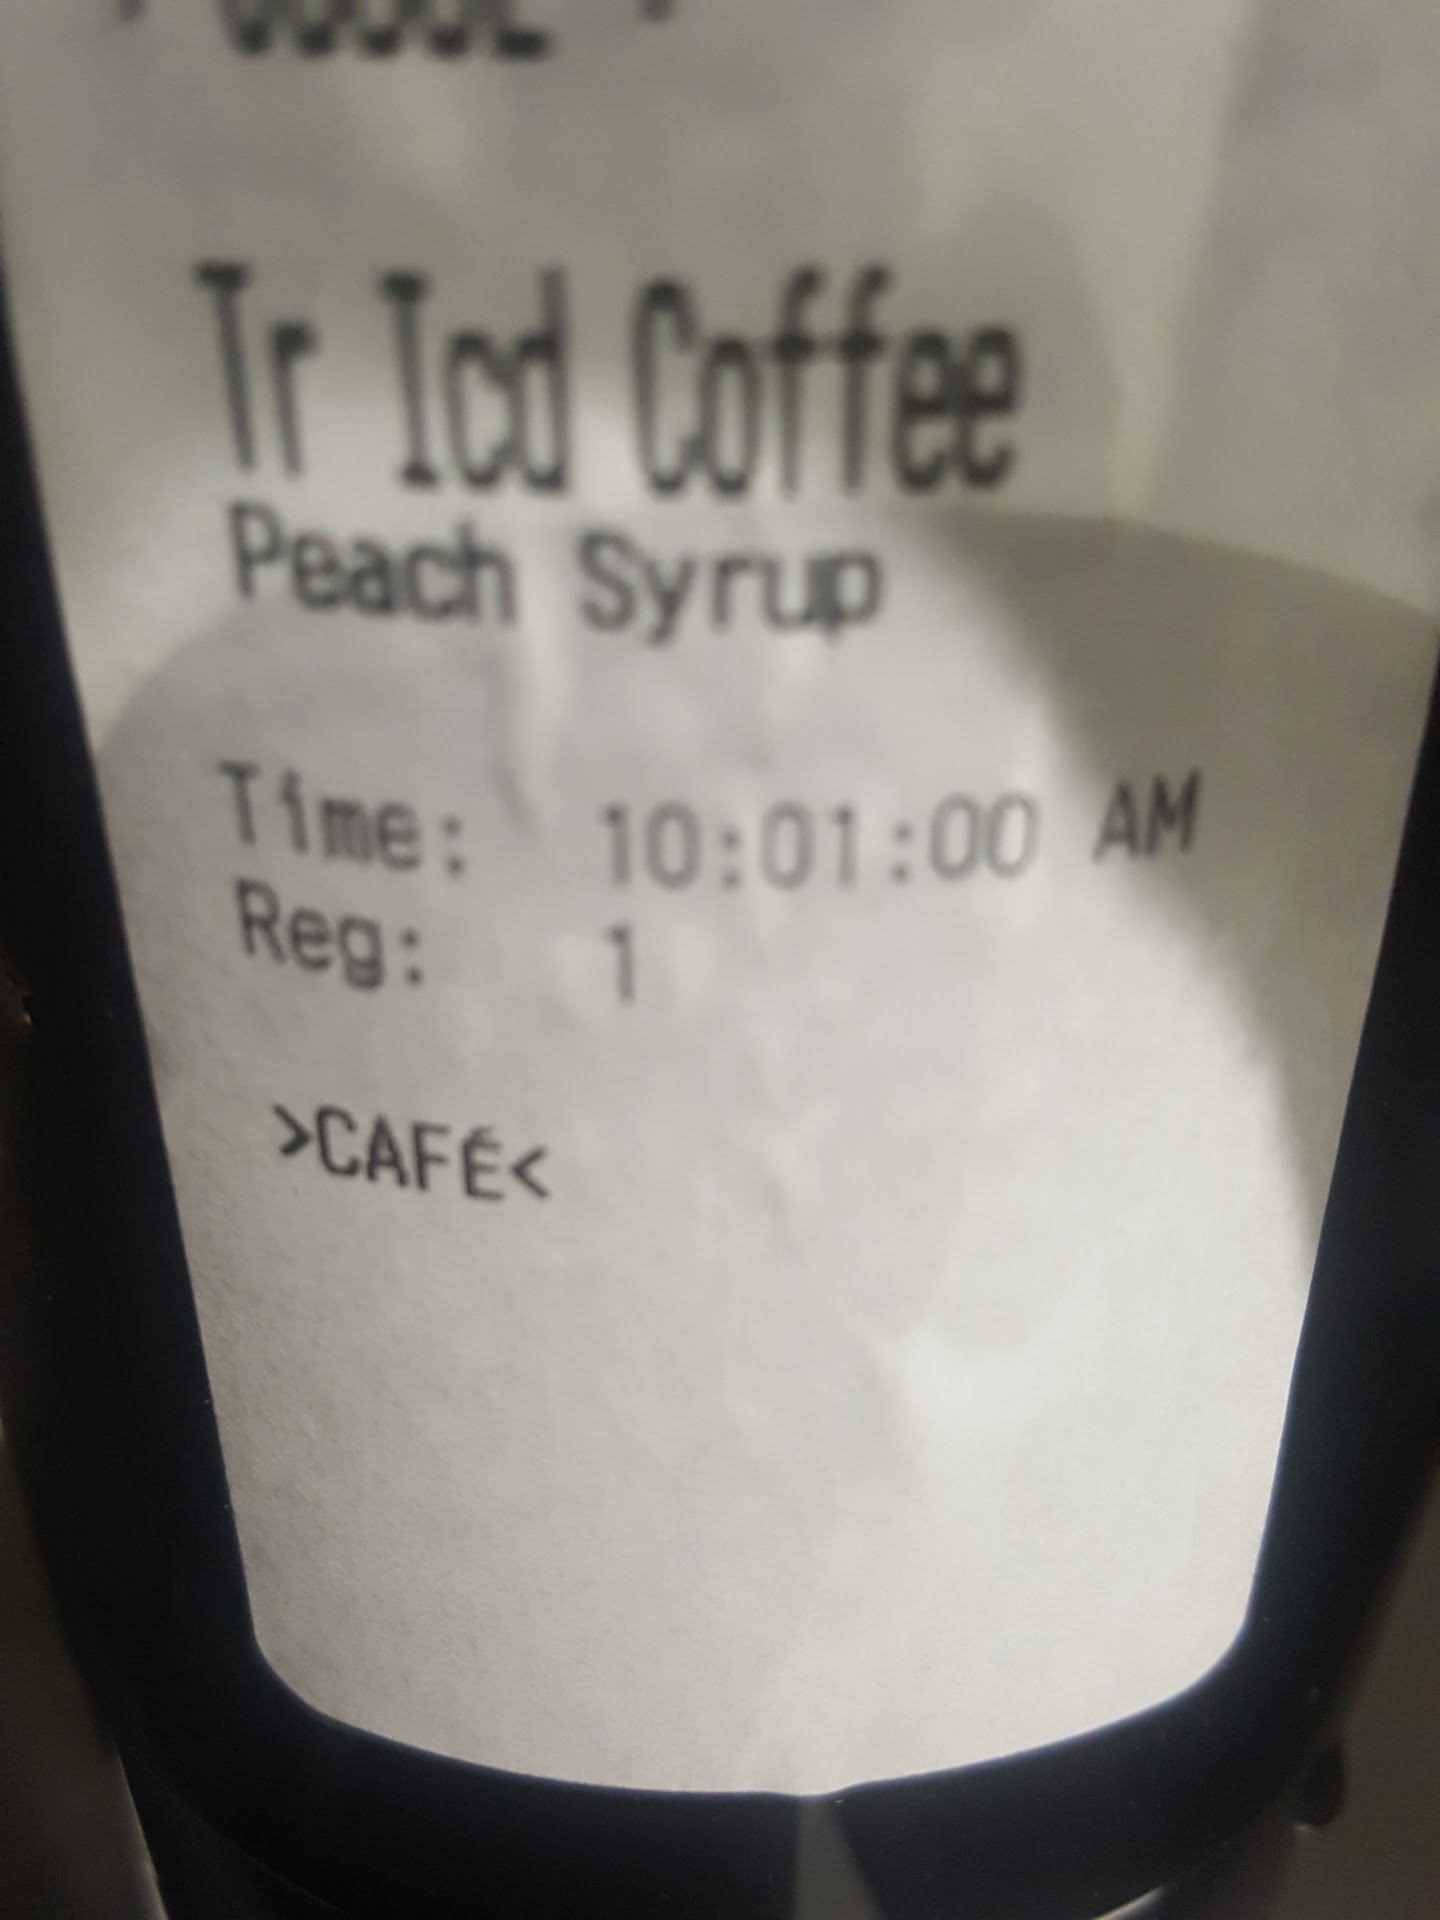 Tr Icd Coffee
Peach Syrup
Time: 10:01:00 AM
Reg: 1
>CAFÉ<